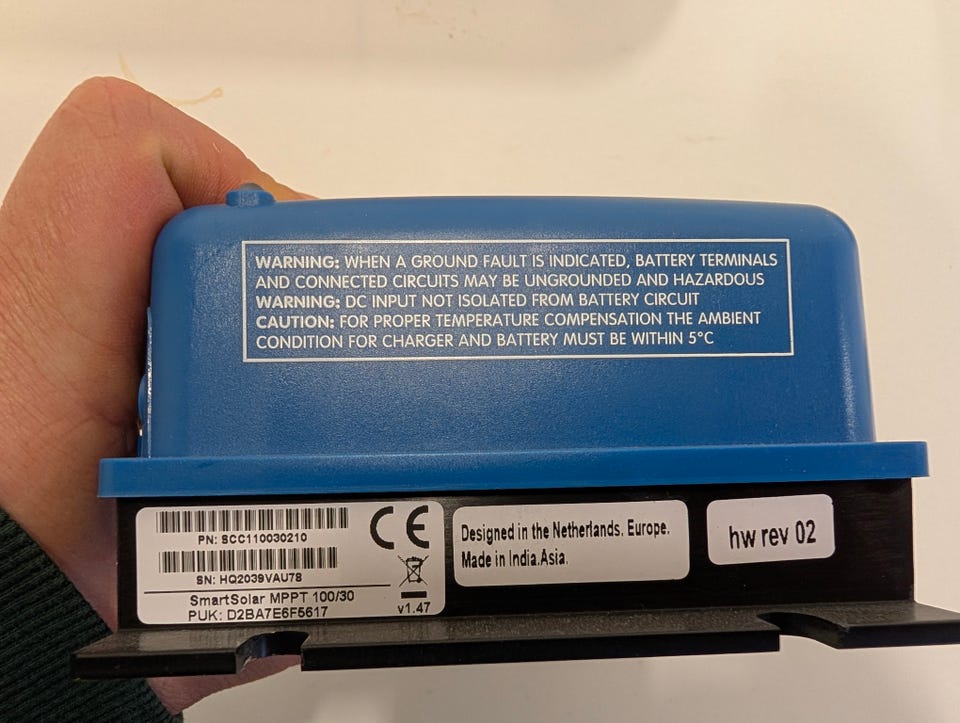 WARNING: WHEN A GROUND FAULT IS INDICATED, BATTERY TERMINALS
AND CONNECTED CIRCUITS MAY BE UNGROUNDED AND HAZARDOUS
WARNING: DC INPUT NOT ISOLATED FROM BATTERY CIRCUIT
CAUTION: FOR PROPER TEMPERATURE COMPENSATION THE AMBIENT
CONDITION FOR CHARGER AND BATTERY MUST BE WITHIN 5°C
PN: SCC110030210
SN: HQ2039VAU78
SmartSolar MPPT 100/30
PUK: D2BA7E6F5617
CE
v1.47
Designed in the Netherlands. Europe.
Made in India.Asia.
hw rev 02